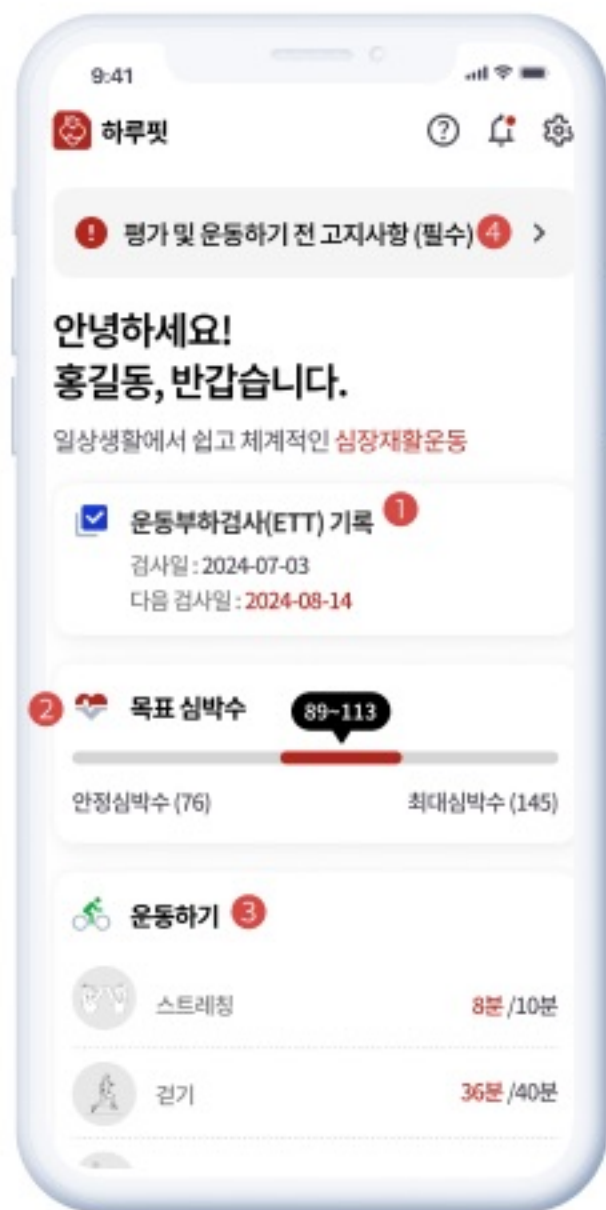 9:41
하루핏
평가 및 운동하기 전 고지사항 (필수) 4
안녕하세요!
홍길동, 반갑습니다.
일상생활에서 쉽고 체계적인 심장재활운동
운동부하검사(ETT) 기록 1
검사일 : 2024-07-03
다음 검사일 : 2024-08-14
2 목표 심박수 89~113
안정심박수 (76) 최대심박수 (145)
운동하기 3
스트레칭 8분 /10분
걷기 36분 /40분